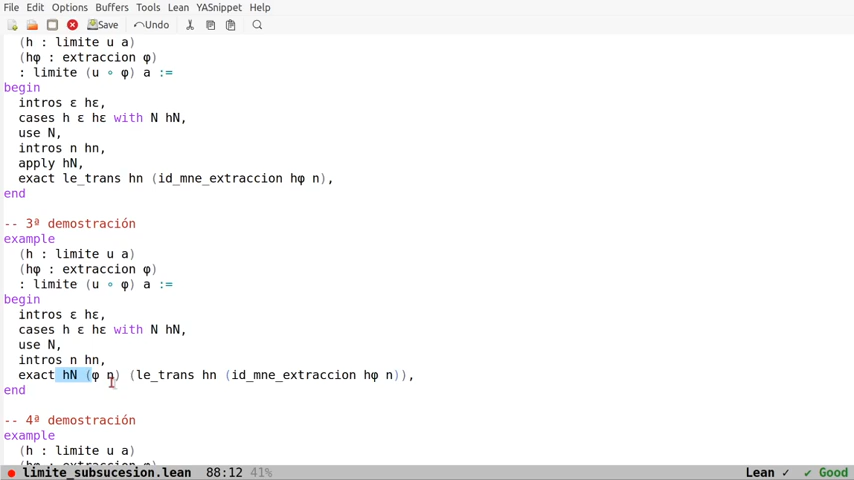 File Edit Options Buffers Tools Lean YASnippet Help
Save Undo
(h : limite u a)
(hφ : extraccion φ)
: limite (u ∘ φ) a :=
begin
intros ε hε,
cases h ε hε with N hN,
use N,
intros n hn,
apply hN,
exact le_trans hn (id_mne_extraccion hφ n),
end
-- 3ª demostración
example
(h : limite u a)
(hφ : extraccion φ)
: limite (u ∘ φ) a :=
begin
intros ε hε,
cases h ε hε with N hN,
use N,
intros n hn,
exact hN (φ n) (le_trans hn (id_mne_extraccion hφ n)),
end
-- 4ª demostración
example
(h : limite u a)
(hφ : extraccion φ)
limite_subsucesion.lean 88:12 41% Lean ✓ ✔ Good